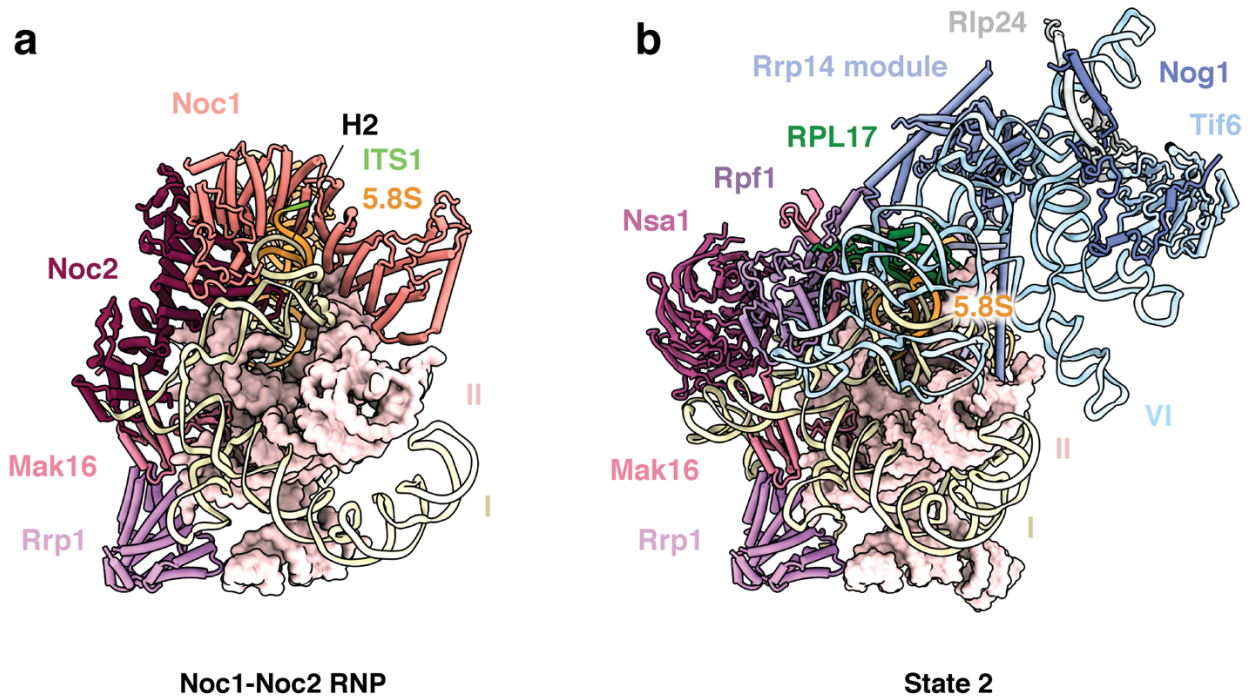 a
Noc1
H2
ITS1
5.8S
Noc2
II
Mak16
I
Rrp1
Noc1-Noc2 RNP
b
Rlp24
Rrp14 module
Nog1
RPL17
Tif6
Rpf1
Nsa1
5.8S
VI
II
Mak16
I
Rrp1
State 2